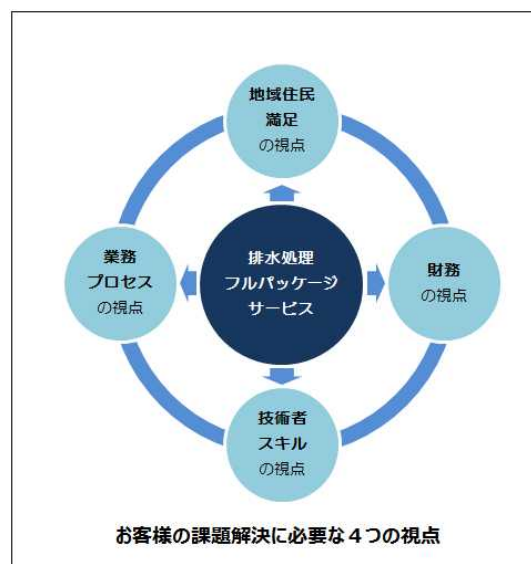 地域住民
満足
の視点
業務
プロセス
の視点
排水処理
フルパッケージ
サービス
財務
の視点
技術者
スキル
の視点
お客様の課題解決に必要な４つの視点